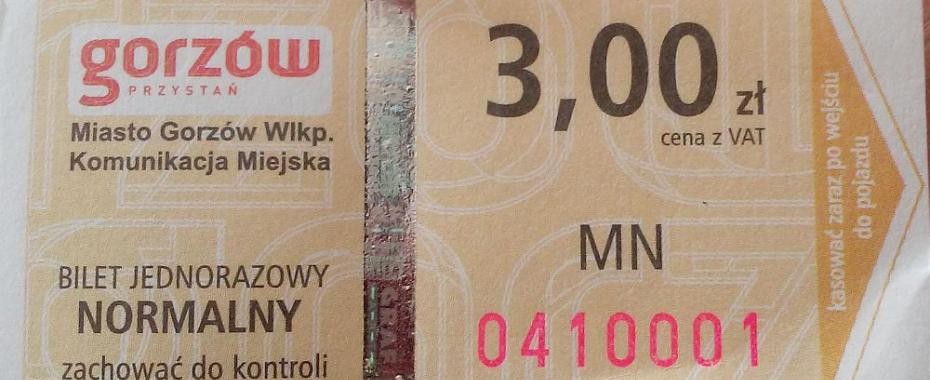 gorzów
PRZYSTAŃ
Miasto Gorzów Wlkp.
Komunikacja Miejska
BILET JEDNORAZOWY
NORMALNY
zachować do kontroli
3,00 zł
cena z VAT
MN
0410001
kasować zaraz po wejściu
do pojazdu